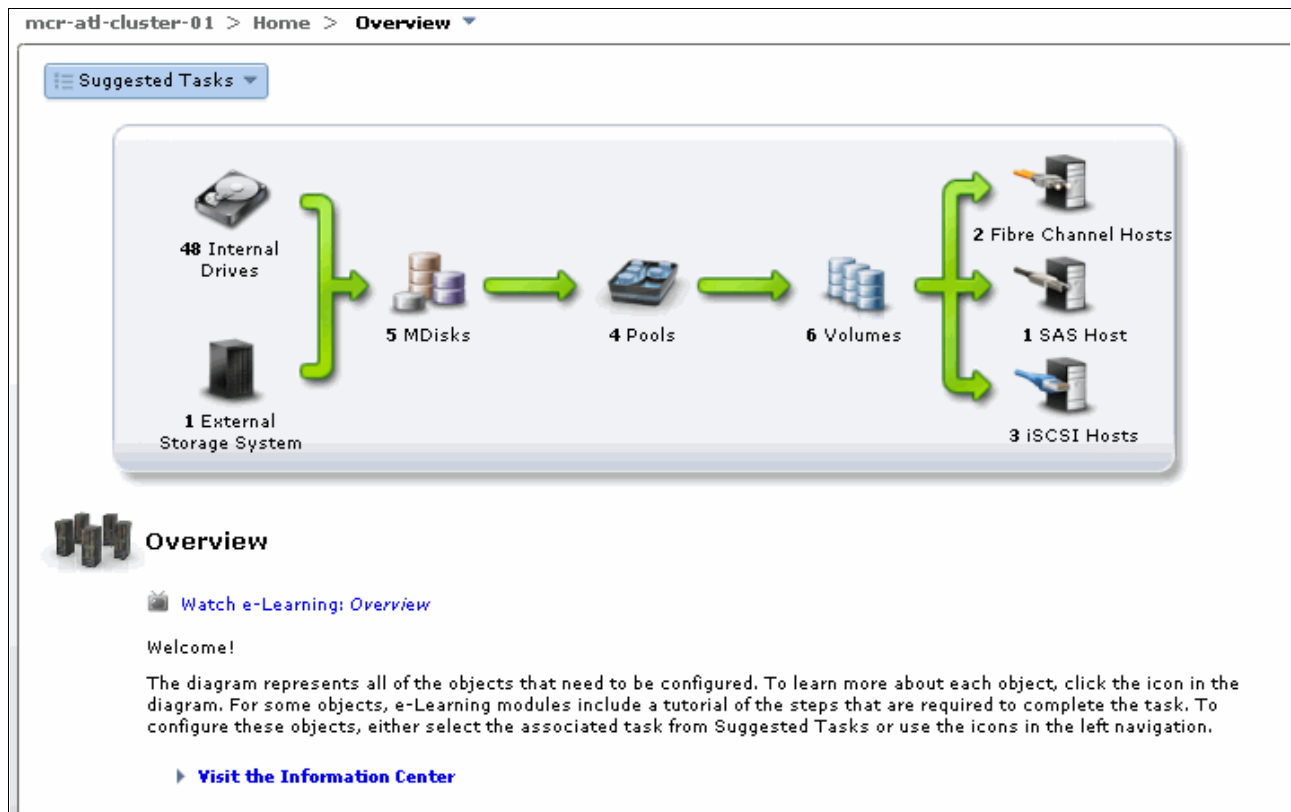 mcr-atl-cluster-01 > Home > Overview
Suggested Tasks
48 Internal
Drives
1 External
Storage System
5 MDisks
4 Pools
6 Volumes
2 Fibre Channel Hosts
1 SAS Host
3 iSCSI Hosts
Overview
Watch e-Learning: Overview
Welcome!
The diagram represents all of the objects that need to be configured. To learn more about each object, click the icon in the
diagram. For some objects, e-Learning modules include a tutorial of the steps that are required to complete the task. To
configure these objects, either select the associated task from Suggested Tasks or use the icons in the left navigation.
Visit the Information Center